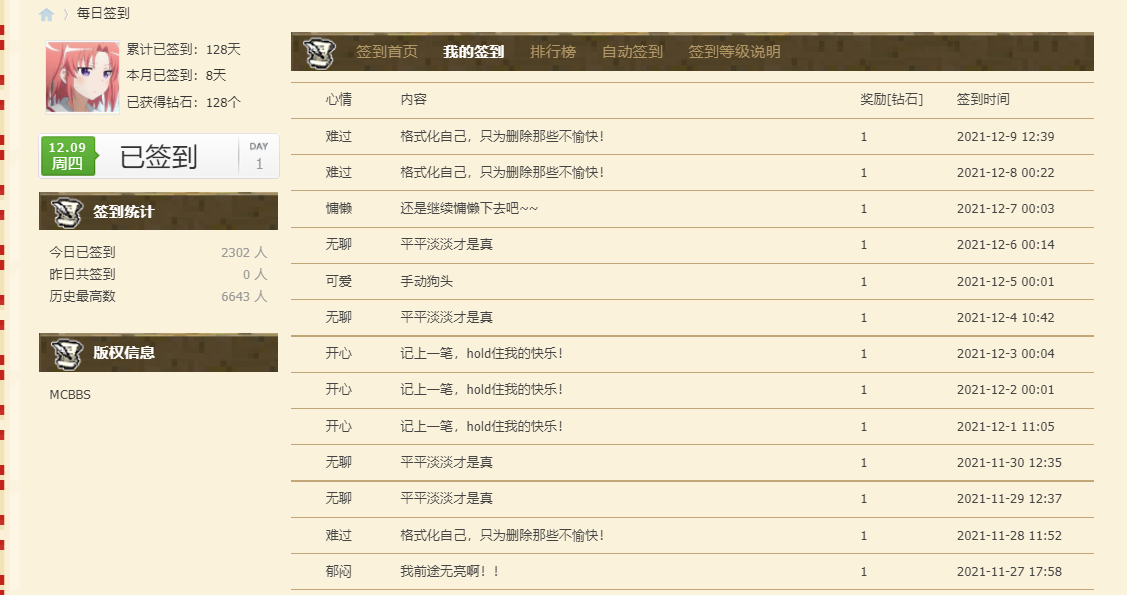 每日签到
累计已签到：128天
本月已签到：8天
已获得钻石：128个
12.09
周四
已签到
DAY
1
签到统计
今日已签到 2302 人
昨日共签到 0 人
历史最高数 6643 人
版权信息
MCBBS
签到首页 我的签到 排行榜 自动签到 签到等级说明
心情 内容 奖励[钻石] 签到时间
难过 格式化自己，只为删除那些不愉快！ 1 2021-12-9 12:39
难过 格式化自己，只为删除那些不愉快！ 1 2021-12-8 00:22
慵懒 还是继续慵懒下去吧~~ 1 2021-12-7 00:03
无聊 平平淡淡才是真 1 2021-12-6 00:14
可爱 手动狗头 1 2021-12-5 00:01
无聊 平平淡淡才是真 1 2021-12-4 10:42
开心 记上一笔，hold住我的快乐！ 1 2021-12-3 00:04
开心 记上一笔，hold住我的快乐！ 1 2021-12-2 00:01
开心 记上一笔，hold住我的快乐！ 1 2021-12-1 11:05
无聊 平平淡淡才是真 1 2021-11-30 12:35
无聊 平平淡淡才是真 1 2021-11-29 12:37
难过 格式化自己，只为删除那些不愉快！ 1 2021-11-28 11:52
郁闷 我前途无亮啊！！ 1 2021-11-27 17:58